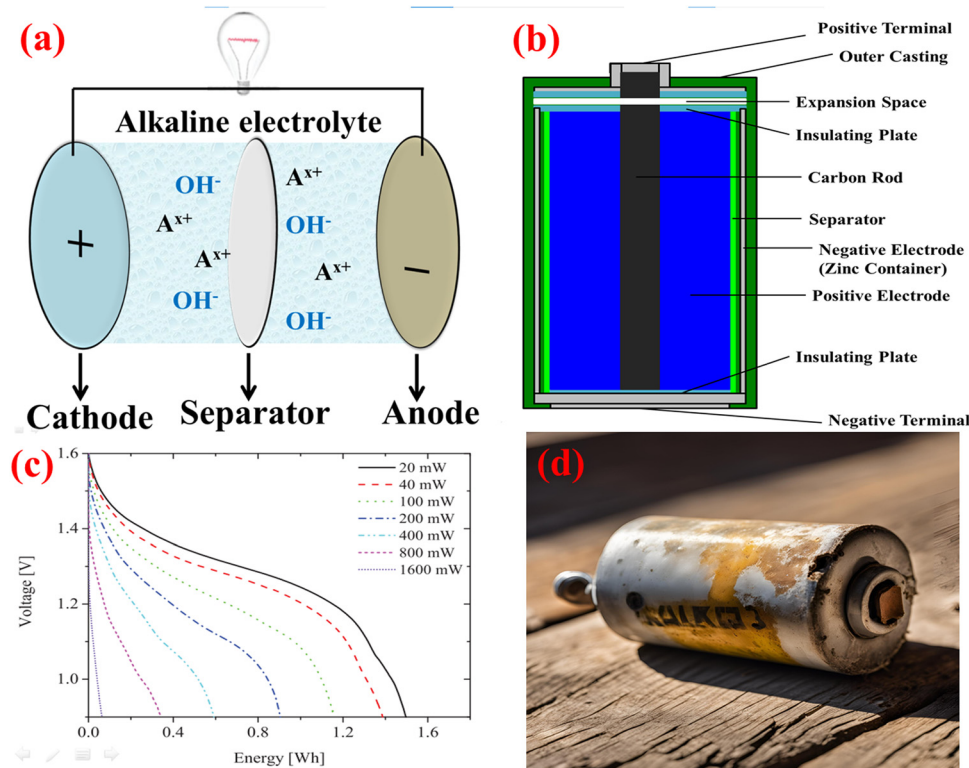 (a)
Alkaline electrolyte
OH-
Ax+
Ax+
OH-
Ax+
Ax+
OH-
OH-
+
–
Cathode
Separator
Anode
(b)
Positive Terminal
Outer Casting
Expansion Space
Insulating Plate
Carbon Rod
Separator
Negative Electrode
(Zinc Container)
Positive Electrode
Insulating Plate
Negative Terminal
(c)
Voltage [V]
1.6
1.4
1.2
1.0
20 mW
40 mW
100 mW
200 mW
400 mW
800 mW
1600 mW
0.0 0.4 0.8 1.2 1.6
Energy [Wh]
(d)